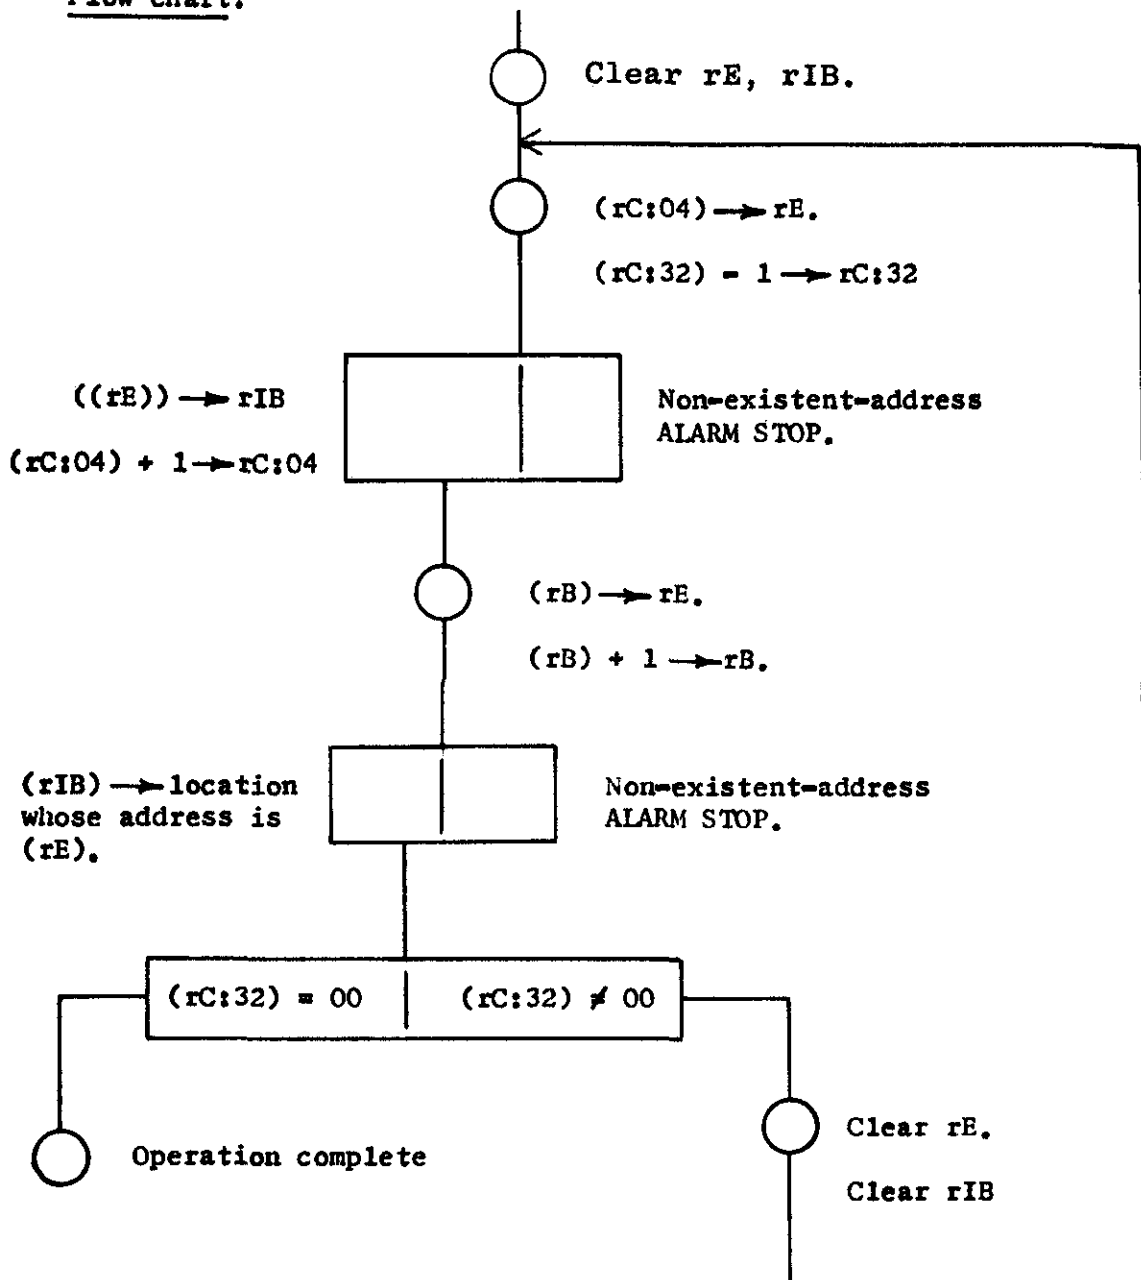 Flow Chart.
Clear rE, rIB.
(rC:04) → rE.
(rC:32) - 1 → rC:32
((rE)) → rIB
(rC:04) + 1 → rC:04
Non-existent-address
ALARM STOP.
(rB) → rE.
(rB) + 1 → rB.
(rIB) → location
whose address is
(rE).
Non-existent-address
ALARM STOP.
(rC:32) = 00
(rC:32) ≠ 00
Clear rE.
Operation complete
Clear rIB